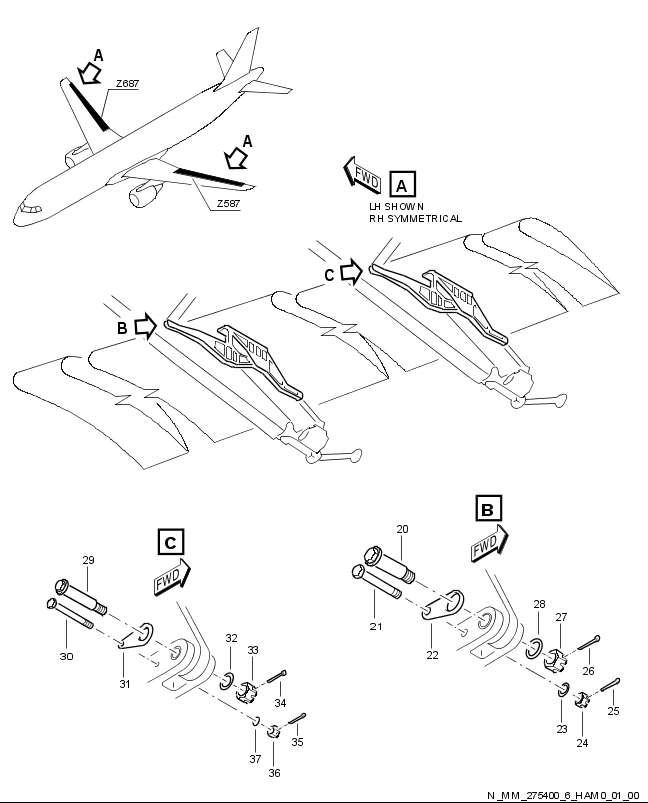 A
Z687
A
Z587
FWD
A
LH SHOWN
RH SYMMETRICAL
C
B
C
FWD
29
30
31
32
33
34
35
36
37
B
FWD
20
21
22
28
27
26
25
24
23
N_MM_275400_6_HAM0_01_00